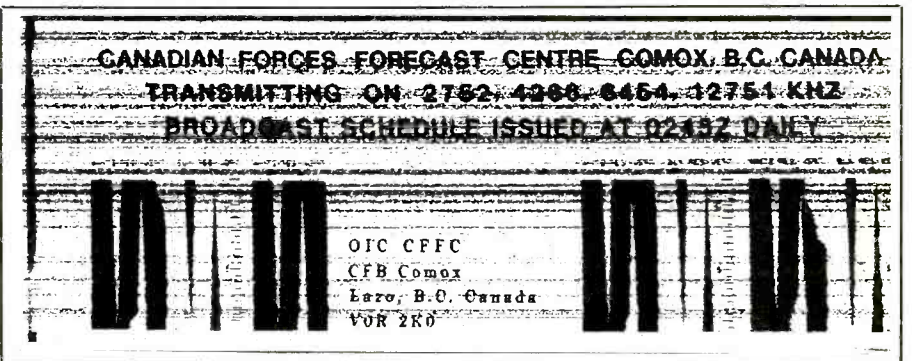 CANADIAN FORCES FORECAST CENTRE COMOX, B.C. CANADA
TRANSMITTING ON 2752, 4266, 6454, 12751 KHZ
BROADCAST SCHEDULE ISSUED AT 0245Z DAILY
OIC CFFC
CFB Comox
Lazo, B.C. Canada
V0R 2K0